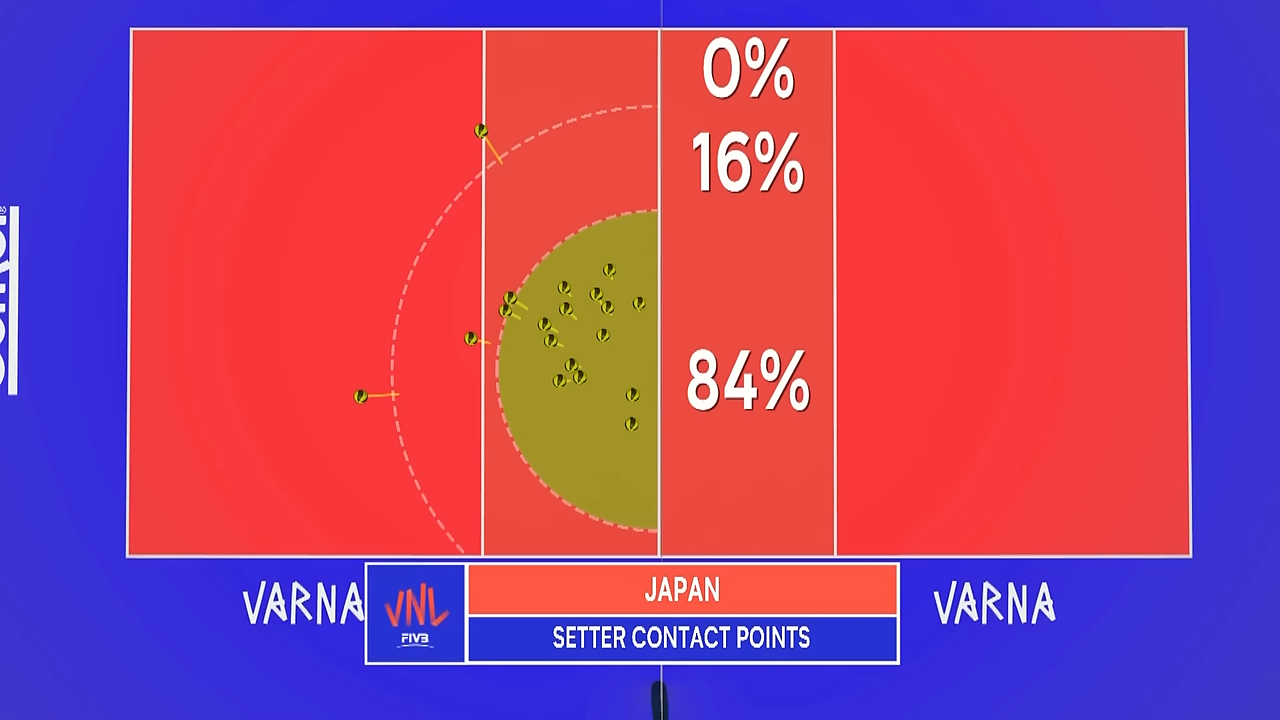 0%
16%
84%
VARNA
VARNA
VNL
FIVB
JAPAN
SETTER CONTACT POINTS